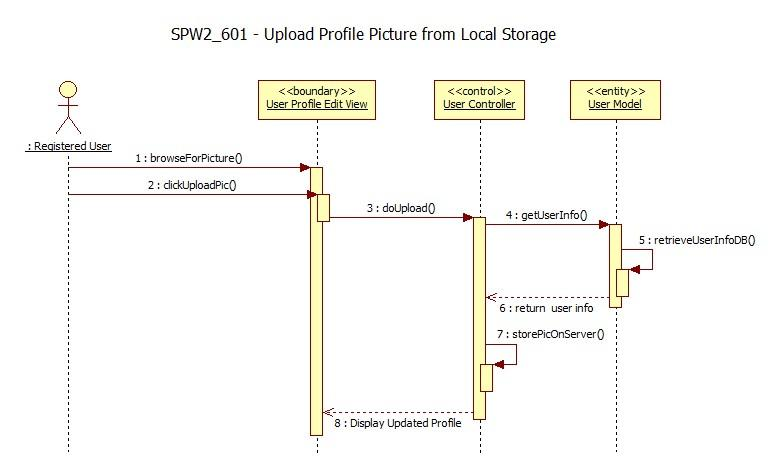 SPW2_601 - Upload Profile Picture from Local Storage
<<boundary>>
User Profile Edit View
<<control>>
User Controller
<<entity>>
User Model
: Registered User
1 : browseForPicture()
2 : clickUploadPic()
3 : doUpload()
4 : getUserInfo()
5 : retrieveUserInfoDB()
6 : return user info
7 : storePicOnServer()
8 : Display Updated Profile